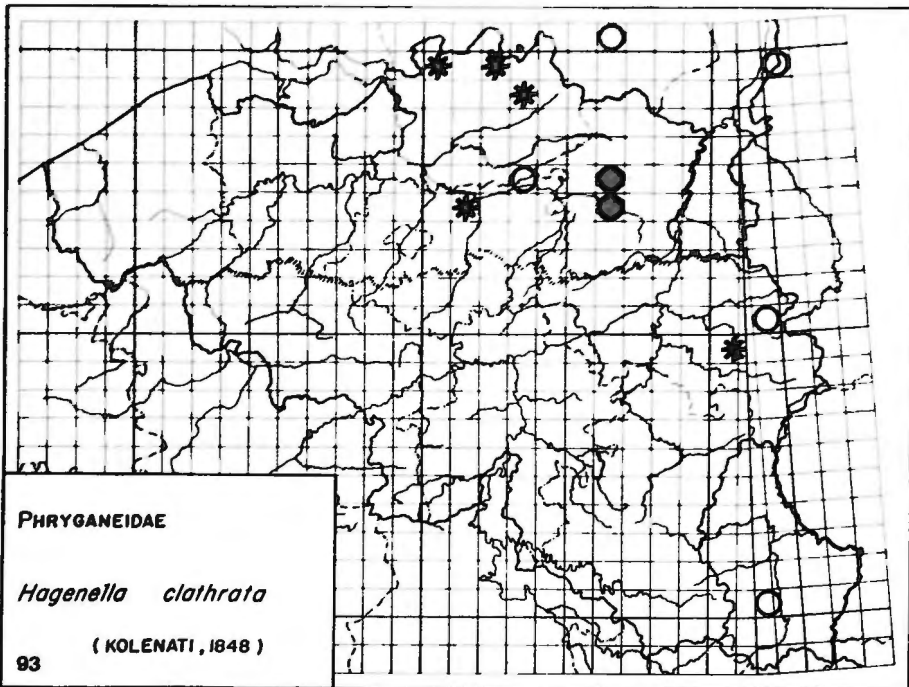 PHRYGANEIDAE
Hagenella clathrata
(KOLENATI, 1848)
93